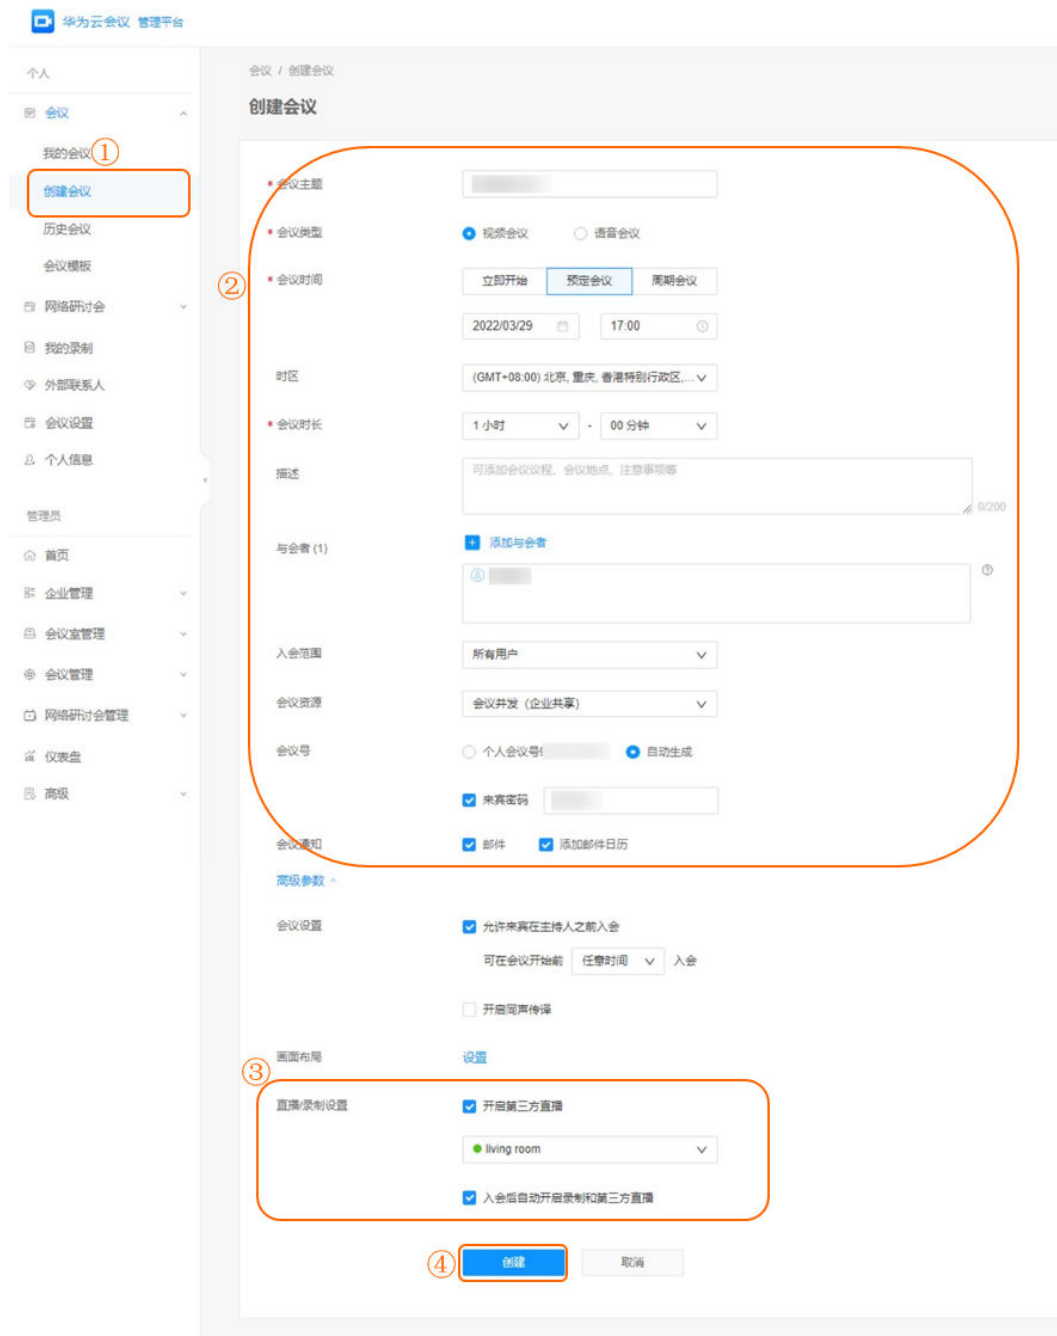 华为云会议 管理平台
个人
会议
我的会议
①
创建会议
历史会议
会议模板
网络研讨会
我的录制
外部联系人
会议设置
个人信息
管理员
首页
企业管理
会议室管理
会议管理
网络研讨会管理
仪表盘
高级
会议 / 创建会议
创建会议
②
* 会议主题
* 会议类型
视频会议 语音会议
* 会议时间
立即开始 预定会议 周期会议
2022/03/29 17:00
时区
(GMT+08:00) 北京, 重庆, 香港特别行政区,...
* 会议时长
1 小时 - 00 分钟
描述
可添加会议议程、会议地点、注意事项等
0/200
与会者 (1)
+ 添加与会者
入会范围
所有用户
会议资源
会议并发（企业共享）
会议号
个人会议号 自动生成
来宾密码
会议通知
邮件 添加邮件日历
高级参数
会议设置
允许来宾在主持人之前入会
可在会议开始前 任意时间 入会
开启同声传译
画面布局
设置
③
直播/录制设置
开启第三方直播
living room
入会后自动开启录制和第三方直播
④
创建 取消